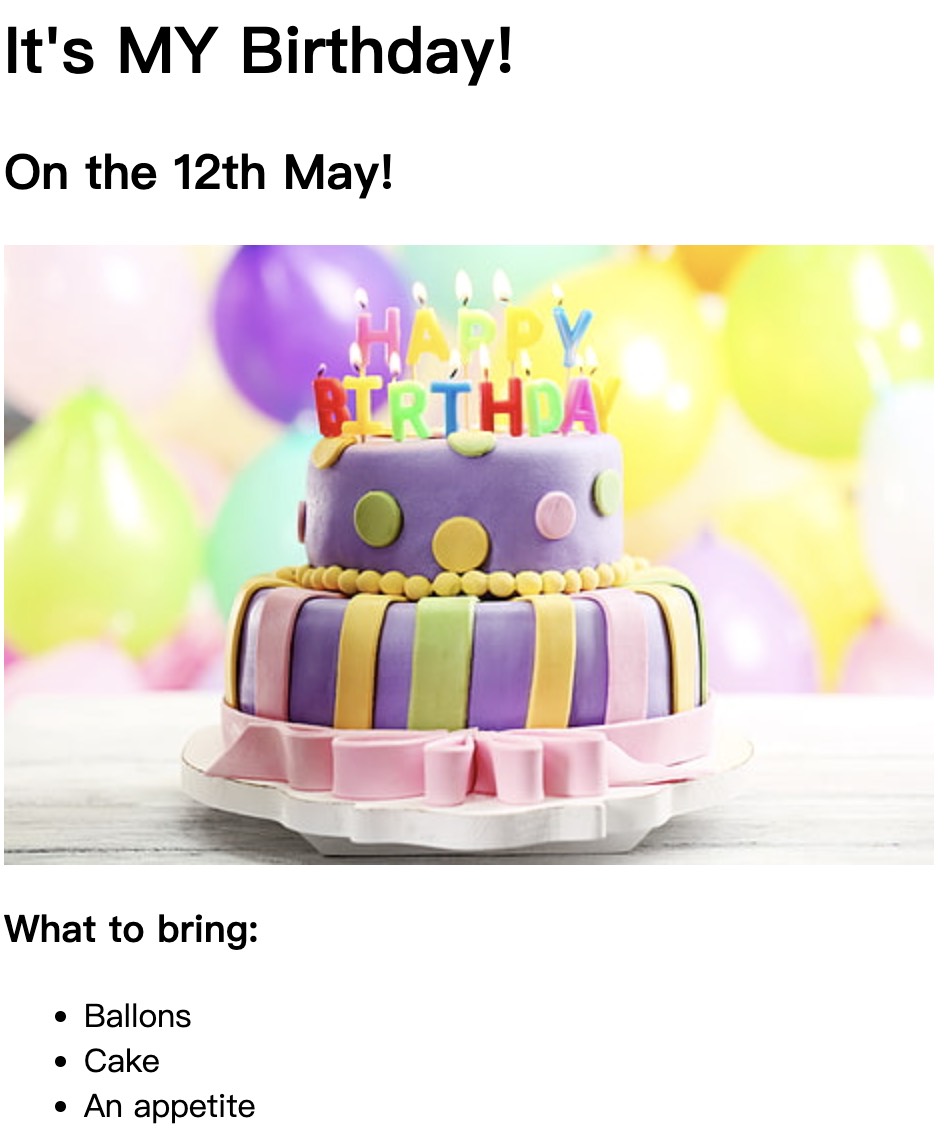 It's MY Birthday!
On the 12th May!
HAPPY
BIRTHDAY
What to bring:
Ballons
Cake
An appetite